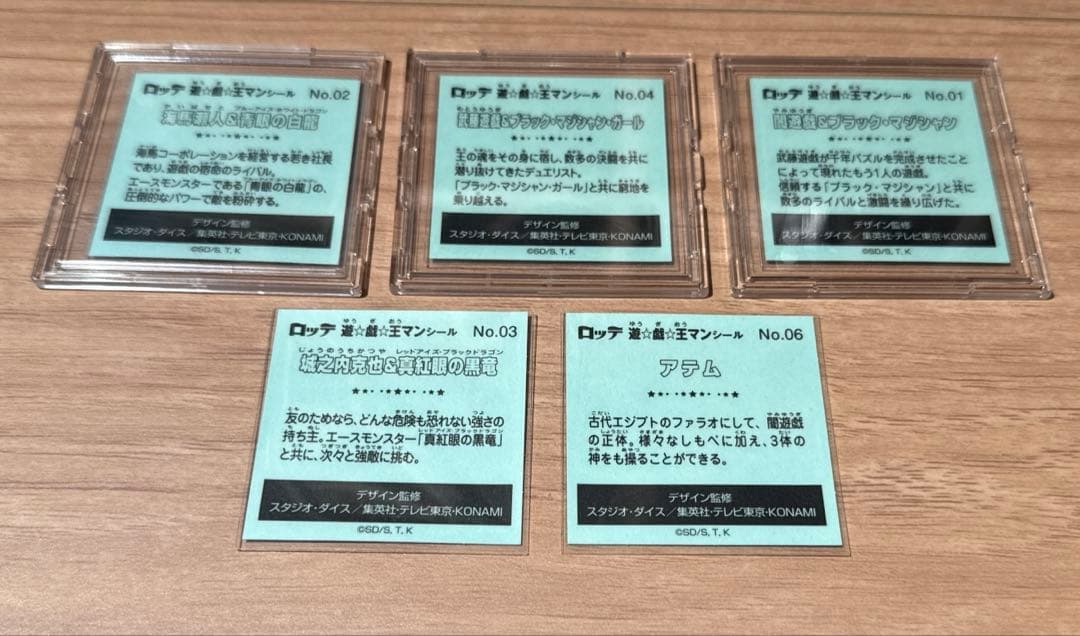 ロッテ 遊☆戯☆王マンシール No.02
海馬瀬人&青眼の白龍
海馬コーポレーションを経営する若き社長
であり、遊戯の宿命のライバル。
エースモンスターである「青眼の白龍」の、
圧倒的なパワーで敵を粉砕する。
デザイン監修
スタジオ・ダイス/集英社・テレビ東京・KONAMI
©SD/S, T, K
ロッテ 遊☆戯☆王マンシール No.04
武藤遊戯&ブラック・マジシャン・ガール
王の魂をその身に宿し、数多の決闘を共に
潜り抜けてきたデュエリスト。
「ブラック・マジシャン・ガール」と共に窮地を
乗り越える。
デザイン監修
スタジオ・ダイス/集英社・テレビ東京・KONAMI
©SD/S, T, K
ロッテ 遊☆戯☆王マンシール No.01
闇遊戯&ブラック・マジシャン
武藤遊戯が千年パズルを完成させたこと
によって現れたもう1人の遊戯。
信頼する「ブラック・マジシャン」と共に
数多のライバルと激闘を繰り広げた。
デザイン監修
スタジオ・ダイス/集英社・テレビ東京・KONAMI
©SD/S, T, K
ロッテ 遊☆戯☆王マンシール No.03
じょうのうちかつや レッドアイズ・ブラックドラゴン
城之内克也&真紅眼の黒竜
友のためなら、どんな危険も恐れない強さの
持ち主。エースモンスター「真紅眼の黒竜」
と共に、次々と強敵に挑む。
デザイン監修
スタジオ・ダイス/集英社・テレビ東京・KONAMI
©SD/S, T, K
ロッテ 遊☆戯☆王マンシール No.06
アテム
古代エジプトのファラオにして、闇遊戯
の正体。様々なしもべに加え、3体の
神をも操ることができる。
デザイン監修
スタジオ・ダイス/集英社・テレビ東京・KONAMI
©SD/S, T, K